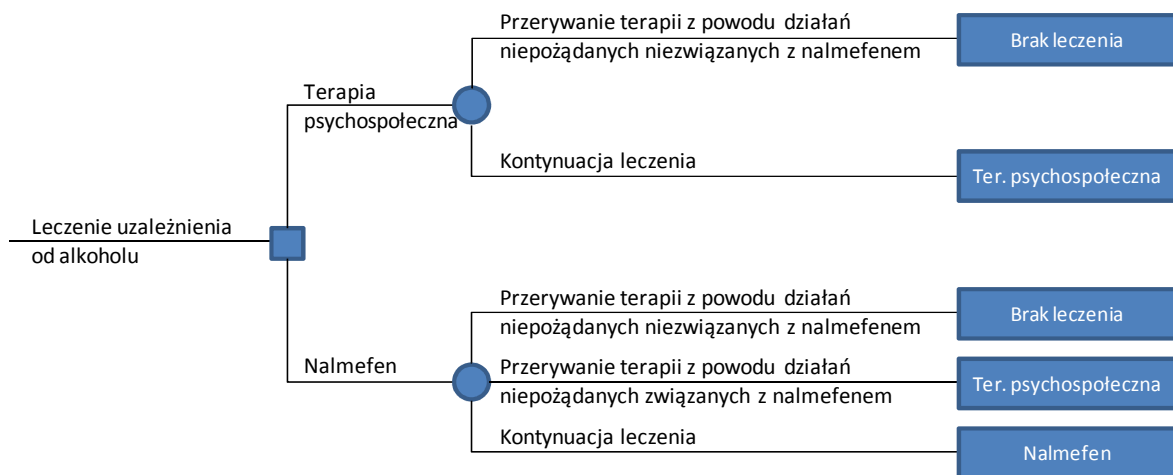 Przerywanie terapii z powodu działań
niepożądanych niezwiązanych z nalmefenem
Brak leczenia
Terapia
psychospołeczna
Kontynuacja leczenia
Ter. psychospołeczna
Leczenie uzależnienia
od alkoholu
Przerywanie terapii z powodu działań
niepożądanych niezwiązanych z nalmefenem
Brak leczenia
Nalmefen
Przerywanie terapii z powodu działań
niepożądanych związanych z nalmefenem
Ter. psychospołeczna
Kontynuacja leczenia
Nalmefen